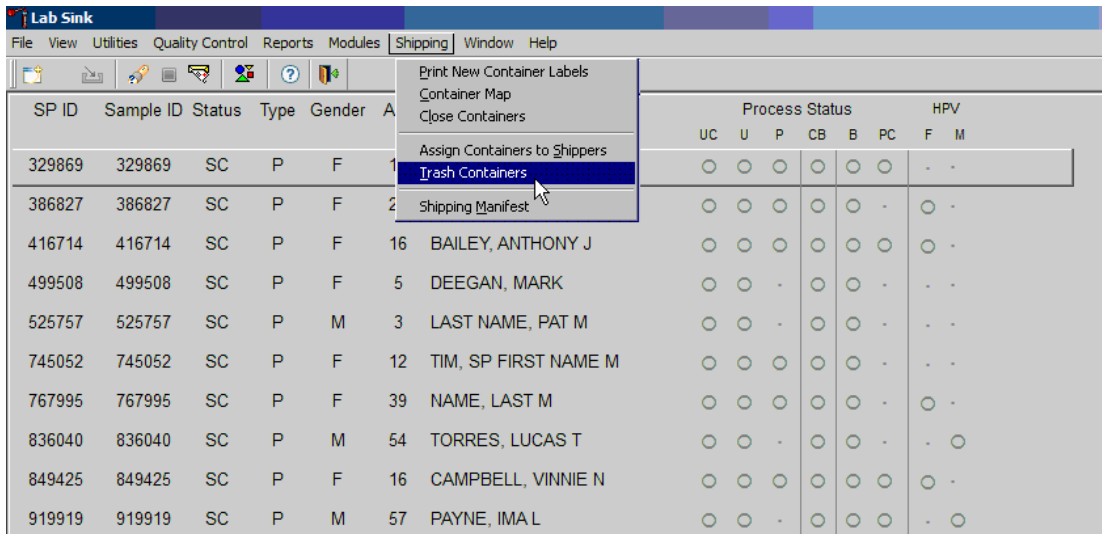 Lab Sink
File View Utilities Quality Control Reports Modules Shipping Window Help
Print New Container Labels
Container Map
Close Containers
Assign Containers to Shippers
Trash Containers
Shipping Manifest
SP ID Sample ID Status Type Gender A Process Status HPV
UC U P CB B PC F M
329869 329869 SC P F 1
386827 386827 SC P F 2
416714 416714 SC P F 16 BAILEY, ANTHONY J
499508 499508 SC P F 5 DEEGAN, MARK
525757 525757 SC P M 3 LAST NAME, PAT M
745052 745052 SC P F 12 TIM, SP FIRST NAME M
767995 767995 SC P F 39 NAME, LAST M
836040 836040 SC P M 54 TORRES, LUCAS T
849425 849425 SC P F 16 CAMPBELL, VINNIE N
919919 919919 SC P M 57 PAYNE, IMA L